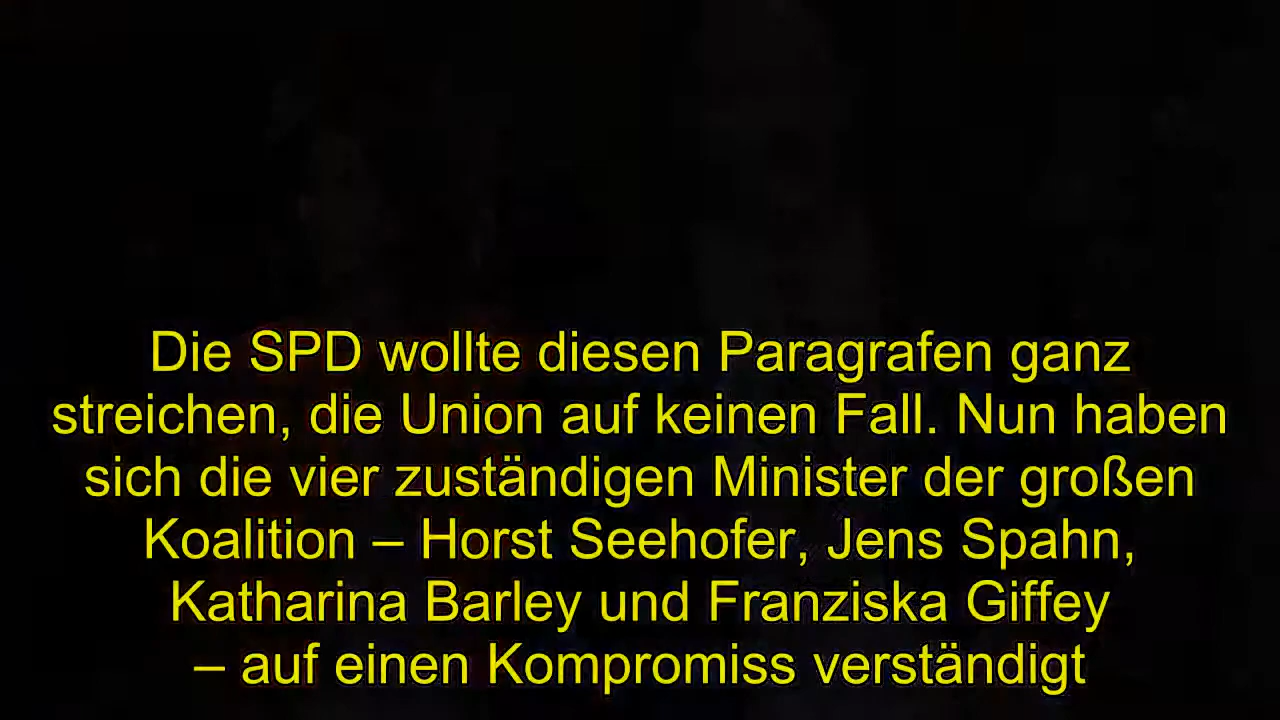 Die SPD wollte diesen Paragrafen ganz
streichen, die Union auf keinen Fall. Nun haben
sich die vier zuständigen Minister der großen
Koalition – Horst Seehofer, Jens Spahn,
Katharina Barley und Franziska Giffey
– auf einen Kompromiss verständigt